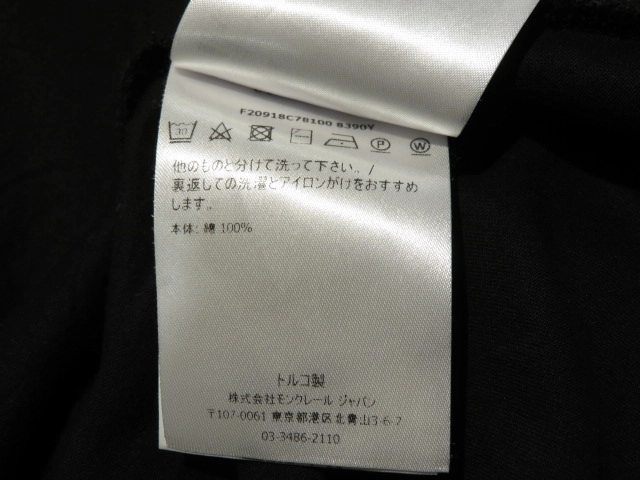 F20918C78100 8390Y
30 P W
他のものと分けて洗って下さい。/
裏返しての洗濯とアイロンがけをおすすめ
します。
本体: 綿 100%
トルコ製
株式会社モンクレール ジャパン
〒107-0061 東京都港区北青山3-6-7
03-3486-2110